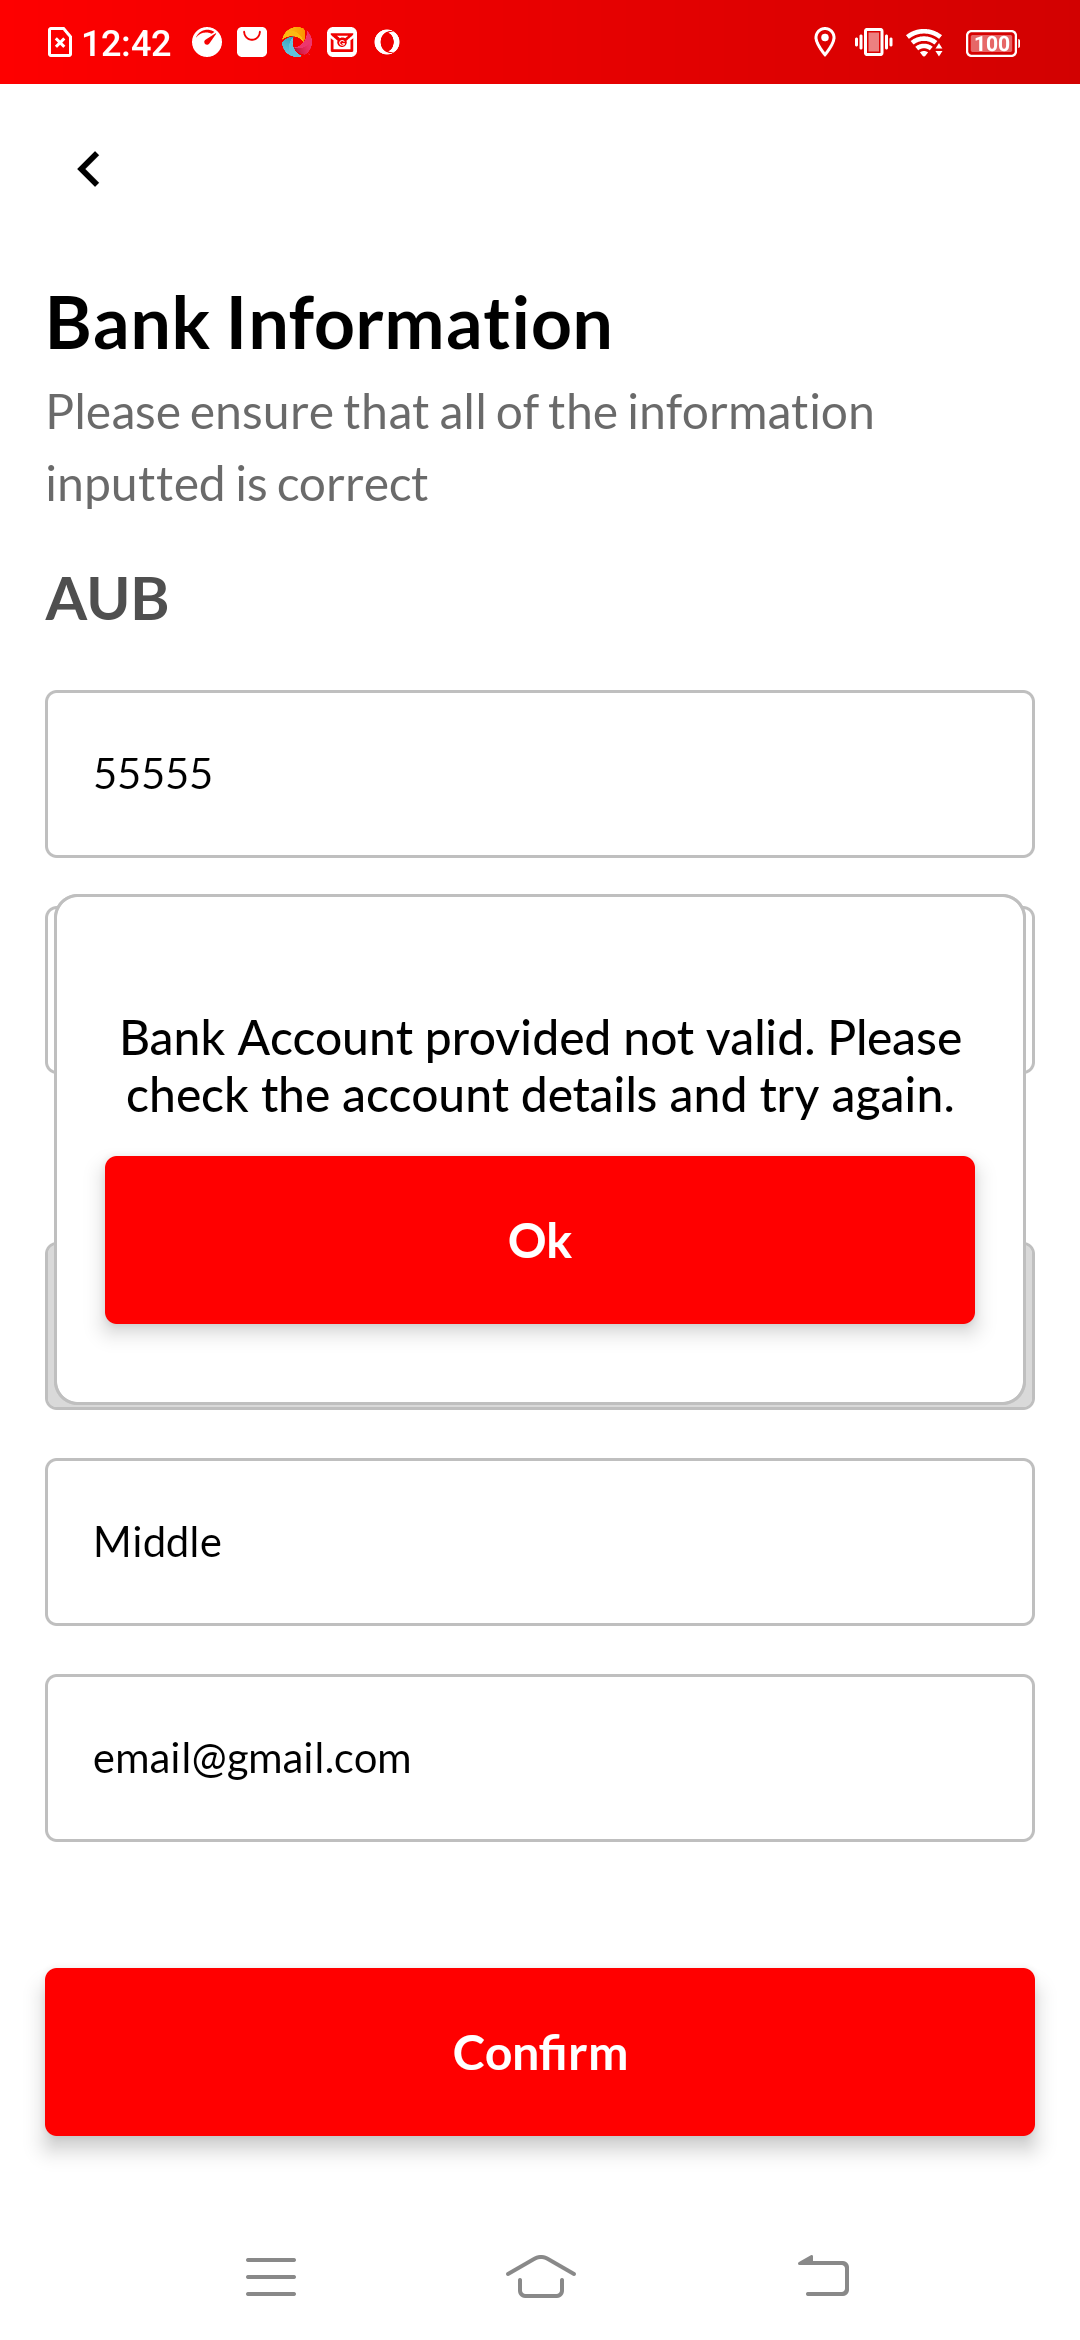 12:42
100
Bank Information
Please ensure that all of the information
inputted is correct
AUB
55555
Bank Account provided not valid. Please
check the account details and try again.
Ok
Middle
email@gmail.com
Confirm